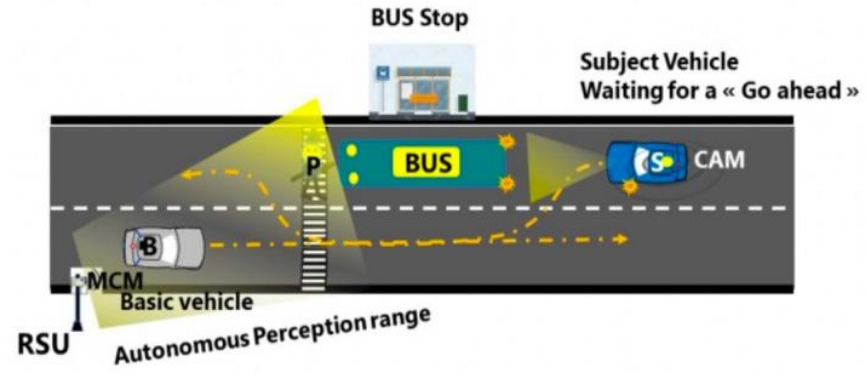 BUS Stop
Subject Vehicle
Waiting for a « Go ahead »
P
BUS
S
CAM
B
MCM
Basic vehicle
RSU
Autonomous Perception range